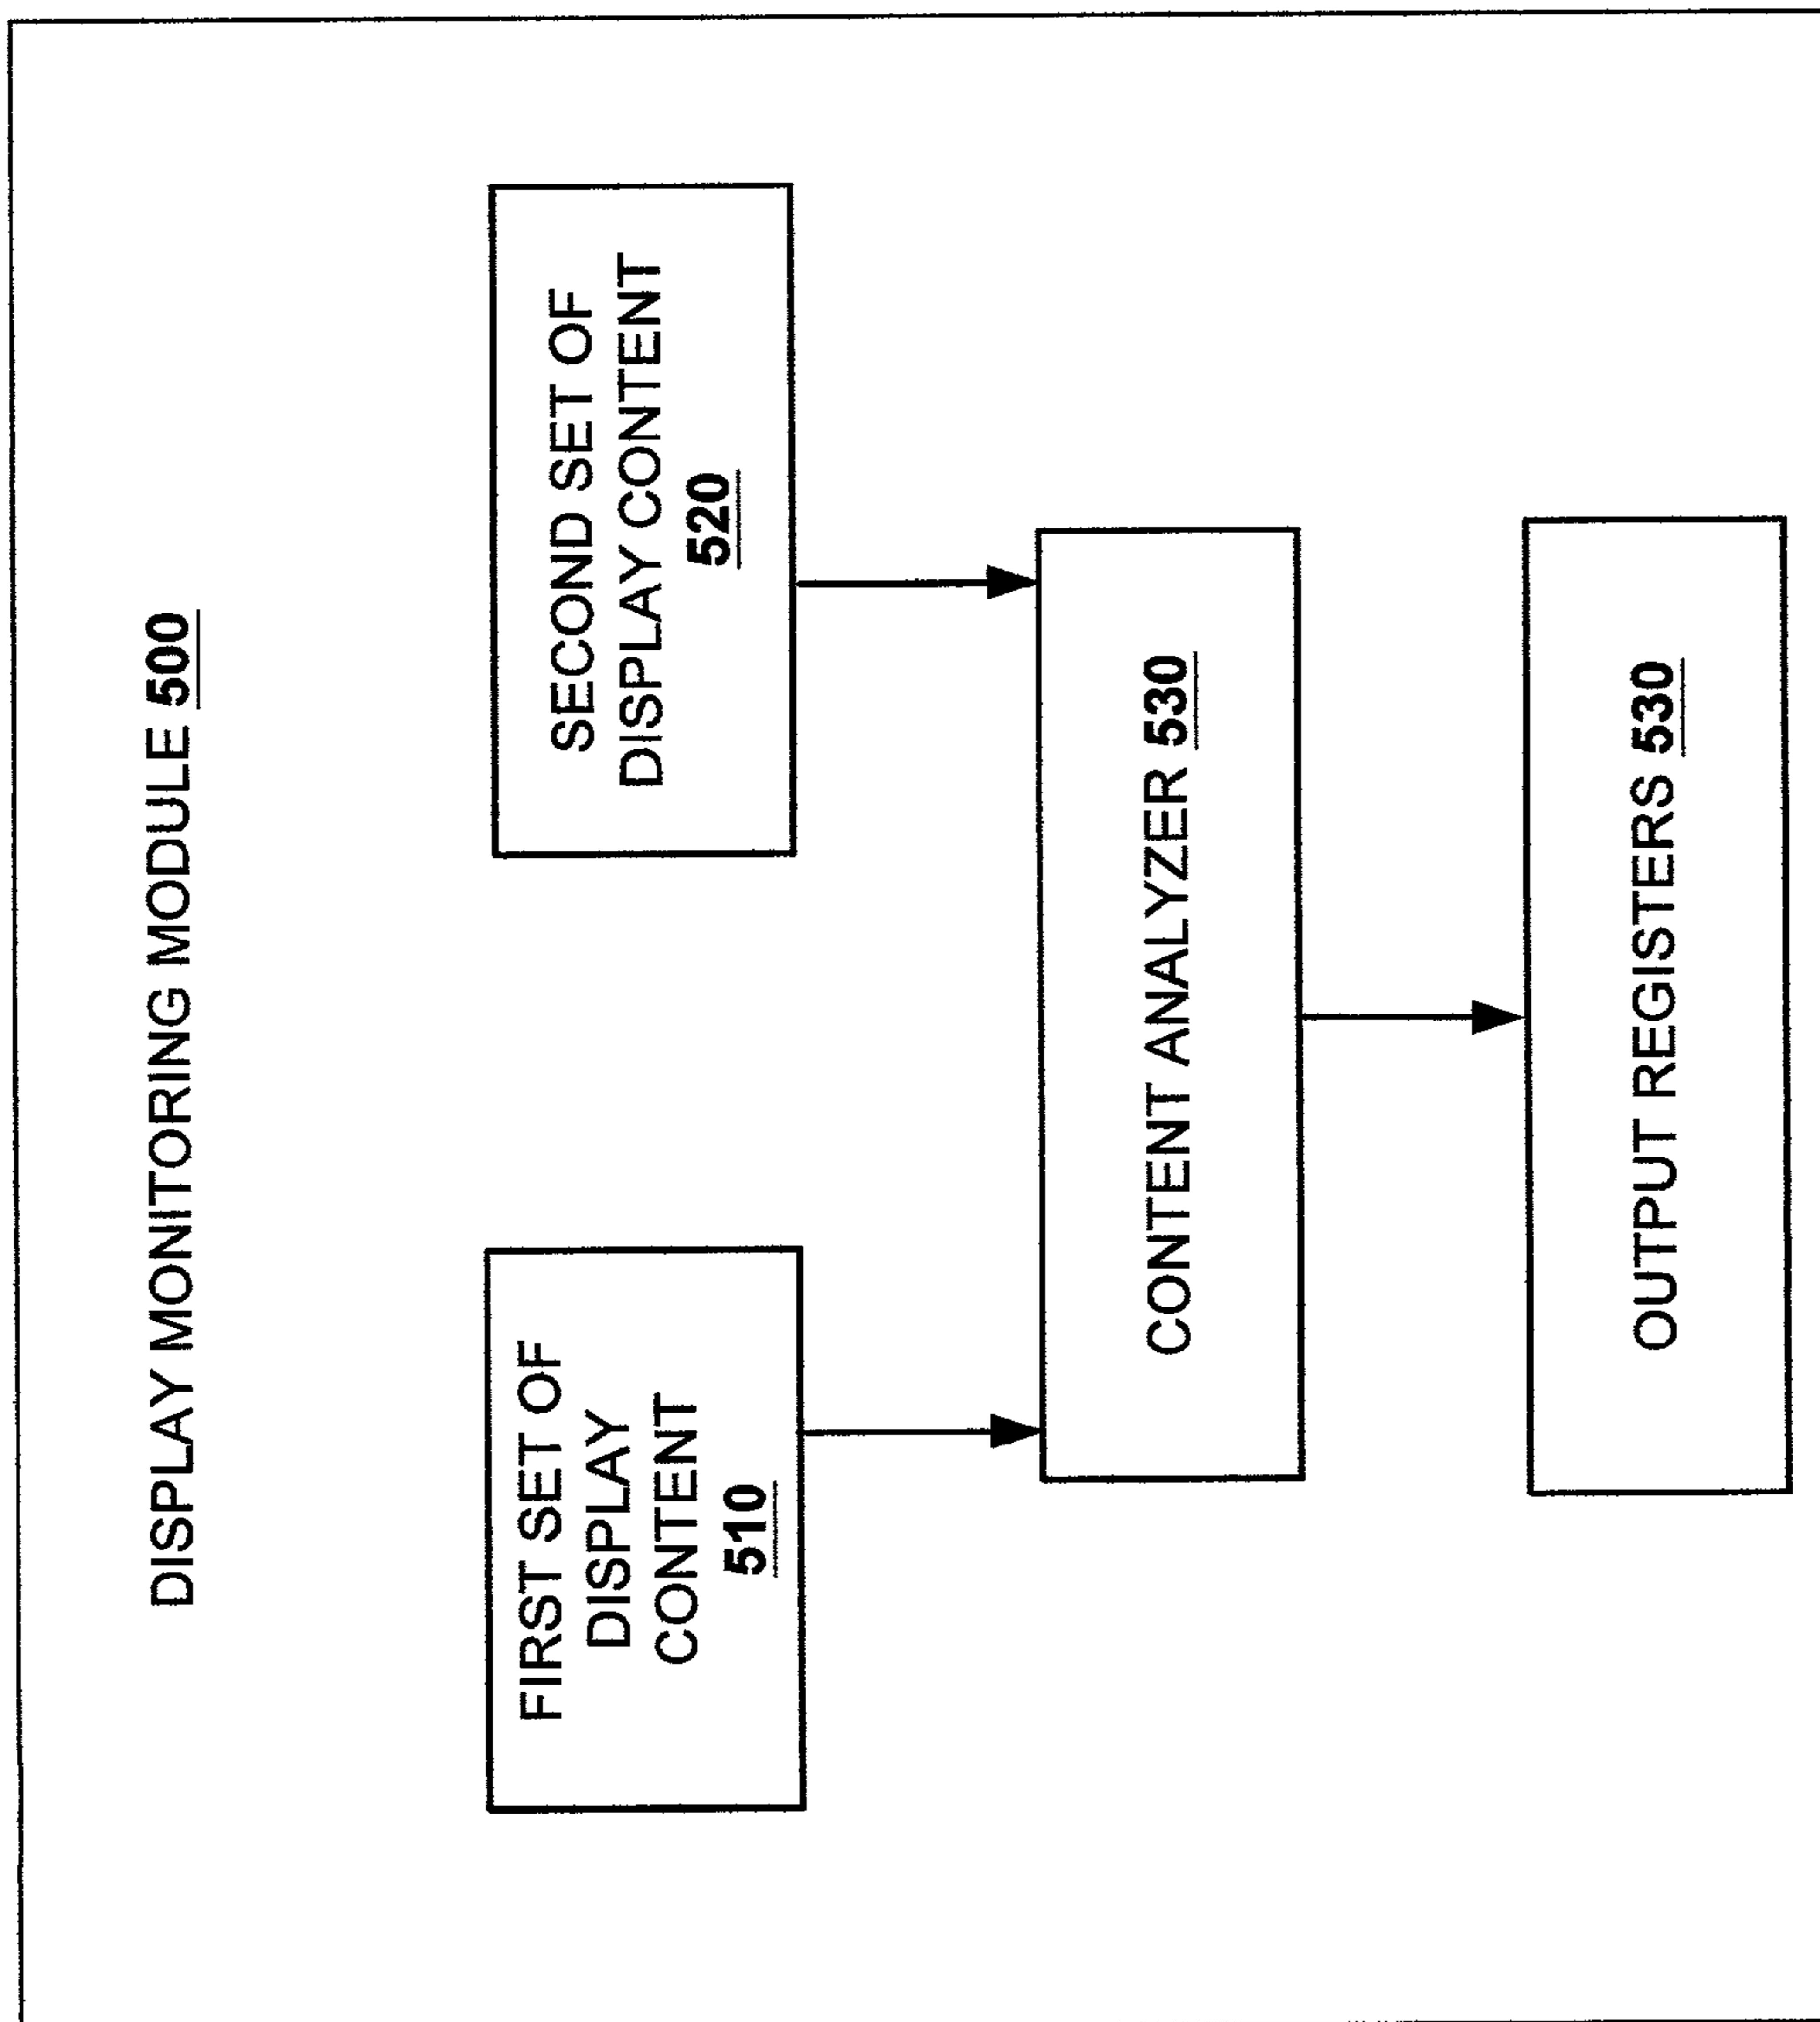 DISPLAY MONITORING MODULE 500
FIRST SET OF
DISPLAY
CONTENT
510
SECOND SET OF
DISPLAY CONTENT
520
CONTENT ANALYZER 530
OUTPUT REGISTERS 530